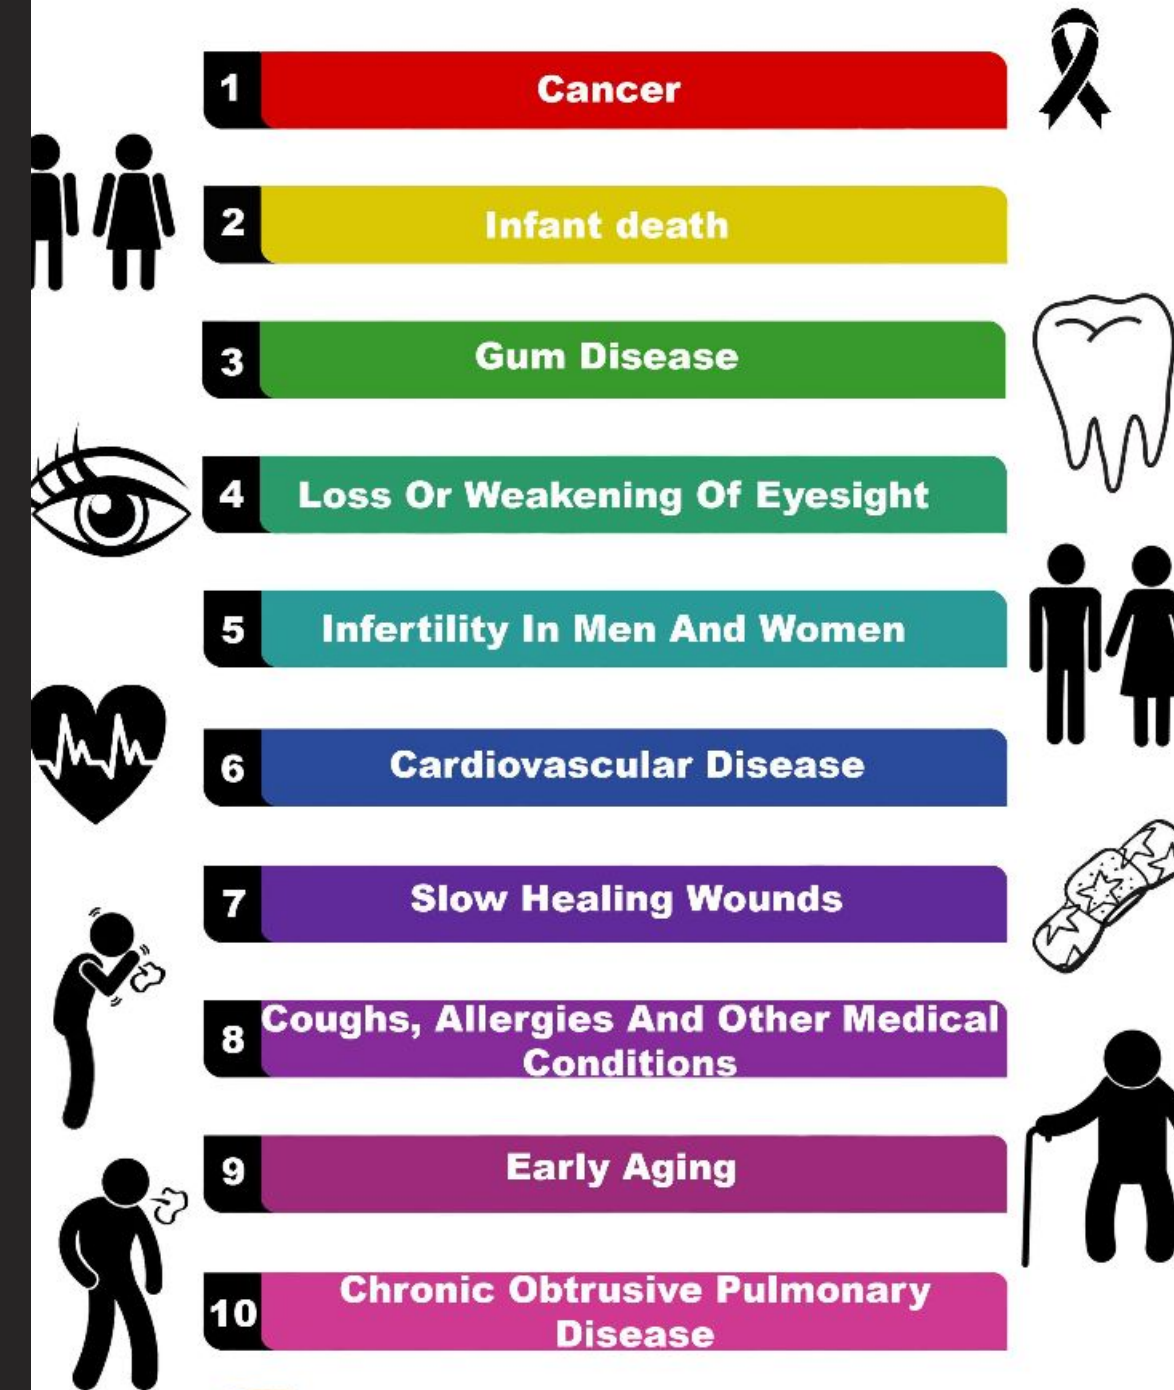 1 Cancer
2 Infant death
3 Gum Disease
4 Loss Or Weakening Of Eyesight
5 Infertility In Men And Women
6 Cardiovascular Disease
7 Slow Healing Wounds
8 Coughs, Allergies And Other Medical
Conditions
9 Early Aging
10 Chronic Obtrusive Pulmonary
Disease